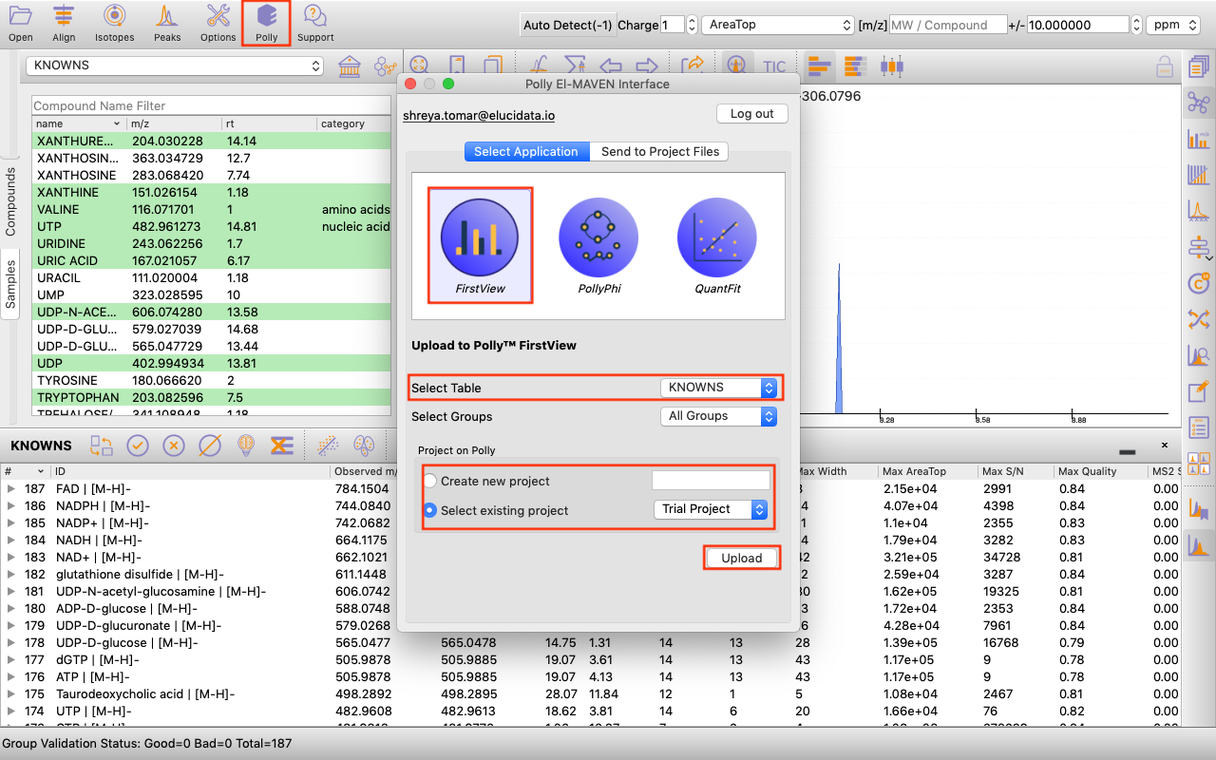 Open Align Isotopes Peaks Options Polly Support
Auto Detect(-1) Charge 1 AreaTop [m/z] MW / Compound +/- 10.000000 ppm
KNOWNS
TIC
Polly El-MAVEN Interface
306.0796
Compound Name Filter
shreya.tomar@elucidata.io Log out
name m/z rt category
XANTHURE... 204.030228 14.14
XANTHOSIN... 363.034729 12.7
XANTHOSINE 283.068420 7.74
XANTHINE 151.026154 1.18
VALINE 116.071701 1 amino acids
UTP 482.961273 14.81 nucleic acid
URIDINE 243.062256 1.7
URIC ACID 167.021057 6.17
URACIL 111.020004 1.18
UMP 323.028595 10
UDP-N-ACE... 606.074280 13.58
UDP-D-GLU... 579.027039 14.68
UDP-D-GLU... 565.047729 13.44
UDP 402.994934 13.81
TYROSINE 180.066620 2
TRYPTOPHAN 203.082596 7.5
TREHALOSE/ 341.108948 1.18
Compounds
Samples
Select Application Send to Project Files
FirstView PollyPhi QuantFit
Upload to Polly™ FirstView
Select Table KNOWNS
Select Groups All Groups
Project on Polly
Create new project
Select existing project Trial Project
Upload
9.28 9.58 9.88
KNOWNS
# ID Observed m/ Max Width Max AreaTop Max S/N Max Quality MS2 S
187 FAD | [M-H]- 784.1504 3 2.15e+04 2991 0.84 0.00
186 NADPH | [M-H]- 744.0840 4 4.07e+04 4398 0.84 0.00
185 NADP+ | [M-H]- 742.0682 1 1.1e+04 2355 0.83 0.00
184 NADH | [M-H]- 664.1175 4 1.79e+04 3282 0.83 0.00
183 NAD+ | [M-H]- 662.1021 42 3.21e+05 34728 0.81 0.00
182 glutathione disulfide | [M-H]- 611.1448 2 2.59e+04 3287 0.84 0.00
181 UDP-N-acetyl-glucosamine | [M-H]- 606.0742 30 1.62e+05 19325 0.81 0.00
180 ADP-D-glucose | [M-H]- 588.0748 3 1.72e+04 2353 0.84 0.00
179 UDP-D-glucuronate | [M-H]- 579.0268 6 4.28e+04 7961 0.84 0.00
178 UDP-D-glucose | [M-H]- 565.0477 565.0478 14.75 1.31 14 13 28 1.39e+05 16768 0.79 0.00
177 dGTP | [M-H]- 505.9878 505.9885 19.07 3.61 14 13 43 1.17e+05 9 0.78 0.00
176 ATP | [M-H]- 505.9878 505.9885 19.07 4.13 14 13 43 1.17e+05 9 0.78 0.00
175 Taurodeoxycholic acid | [M-H]- 498.2892 498.2895 28.07 11.84 12 1 5 1.08e+04 2467 0.81 0.00
174 UTP | [M-H]- 482.9608 482.9613 18.62 3.81 14 6 20 1.66e+04 76 0.82 0.00
Group Validation Status: Good=0 Bad=0 Total=187